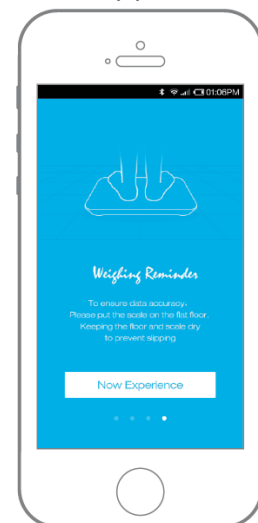 01:06PM
Weighing Reminder
To ensure data accuracy,
Please put the scale on the flat floor.
Keeping the floor and scale dry
to prevent slipping
Now Experience